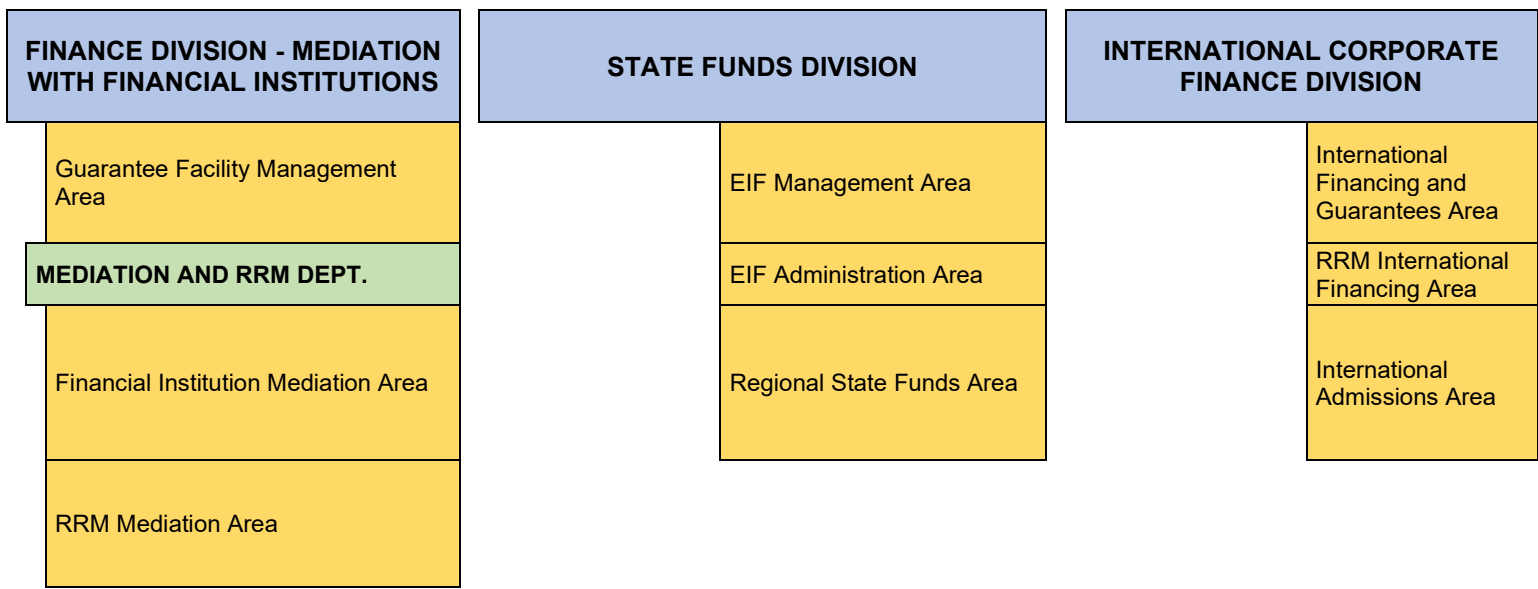 FINANCE DIVISION - MEDIATION
WITH FINANCIAL INSTITUTIONS
Guarantee Facility Management
Area
MEDIATION AND RRM DEPT.
Financial Institution Mediation Area
RRM Mediation Area
STATE FUNDS DIVISION
EIF Management Area
EIF Administration Area
Regional State Funds Area
INTERNATIONAL CORPORATE
FINANCE DIVISION
International
Financing and
Guarantees Area
RRM International
Financing Area
International
Admissions Area